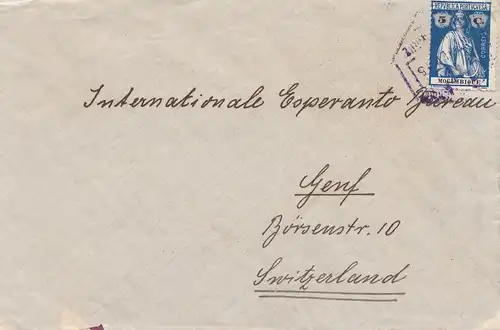 REPUBLICA PORTUGUESA
5 C.
CORREIO
MOÇAMBIQUE
Internationale Esperanto Bureau
Genf
Börsenstr. 10
Switzerland